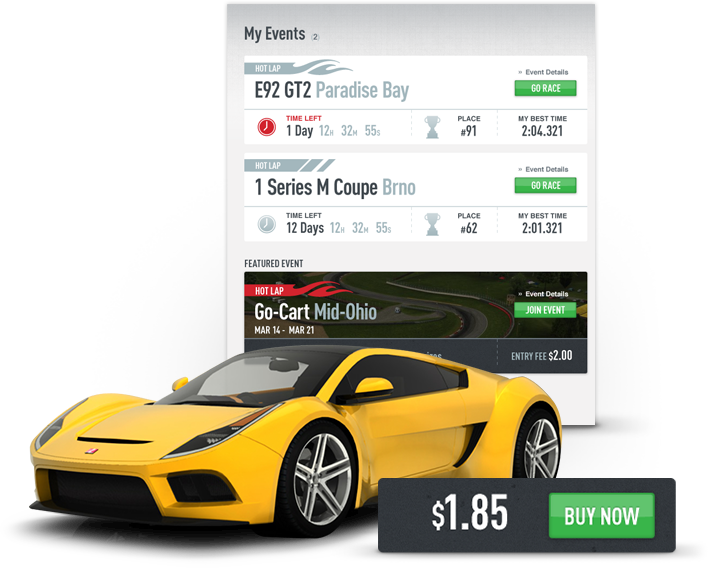 My Events (2)
HOT LAP
» Event Details
E92 GT2 Paradise Bay
GO RACE
TIME LEFT
1 Day 12H 32M 55S
PLACE
#91
MY BEST TIME
2:04.321
HOT LAP
» Event Details
1 Series M Coupe Brno
GO RACE
TIME LEFT
12 Days 12H 32M 55S
PLACE
#62
MY BEST TIME
2:01.321
FEATURED EVENT
HOT LAP
» Event Details
Go-Cart Mid-Ohio
JOIN EVENT
MAR 14 - MAR 21
ENTRY FEE $2.00
$1.85
BUY NOW